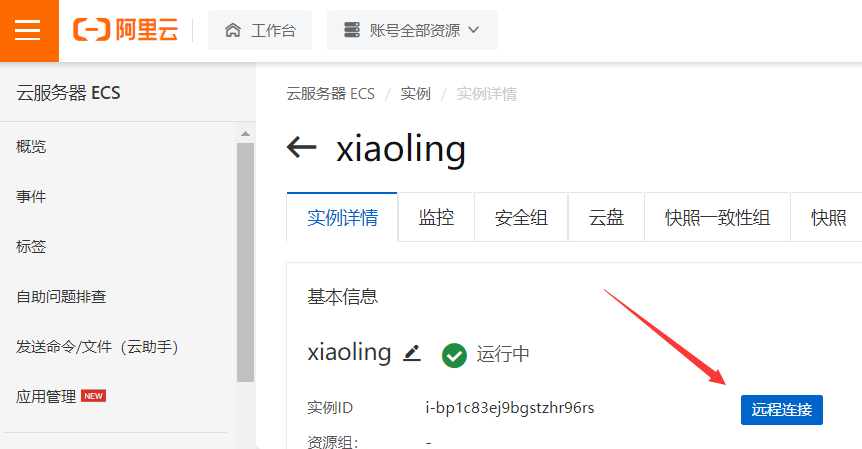 阿里云 工作台 账号全部资源
云服务器 ECS
概览
事件
标签
自助问题排查
发送命令/文件（云助手）
应用管理 NEW
云服务器 ECS / 实例 / 实例详情
← xiaoling
实例详情 监控 安全组 云盘 快照一致性组 快照
基本信息
xiaoling 运行中
实例ID i-bp1c83ej9bgstzhr96rs 远程连接
资源组： -